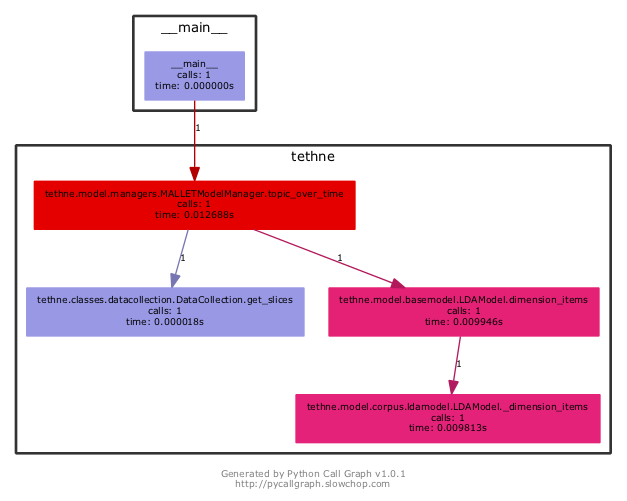 __main__
__main__
calls: 1
time: 0.000000s
1
tethne
tethne.model.managers.MALLETModelManager.topic_over_time
calls: 1
time: 0.012688s
1
1
tethne.classes.datacollection.DataCollection.get_slices
calls: 1
time: 0.000018s
tethne.model.basemodel.LDAModel.dimension_items
calls: 1
time: 0.009946s
1
tethne.model.corpus.ldamodel.LDAModel._dimension_items
calls: 1
time: 0.009813s
Generated by Python Call Graph v1.0.1
http://pycallgraph.slowchop.com